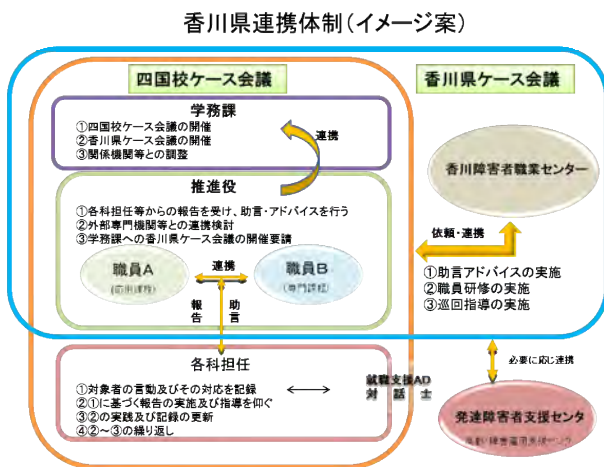 香川県連携体制（イメージ案）
四国校ケース会議
香川県ケース会議
学務課
①四国校ケース会議の開催
②香川県ケース会議の開催
③関係機関等との調整
連携
推進役
①各科担任等からの報告を受け、助言・アドバイスを行う
②外部専門機関等との連携検討
③学務課への香川県ケース会議の開催要請
職員A
(応用課程)
連携
職員B
(専門課程)
報告
助言
香川障害者職業センター
依頼・連携
①助言アドバイスの実施
②職員研修の実施
③巡回指導の実施
各科担任
①対象者の言動及びその対応を記録
②①に基づく報告の実施及び指導を仰ぐ
③②の実践及び記録の更新
④②～③の繰り返し
就職支援AD
対話士
必要に応じ連携
発達障害者支援センタ